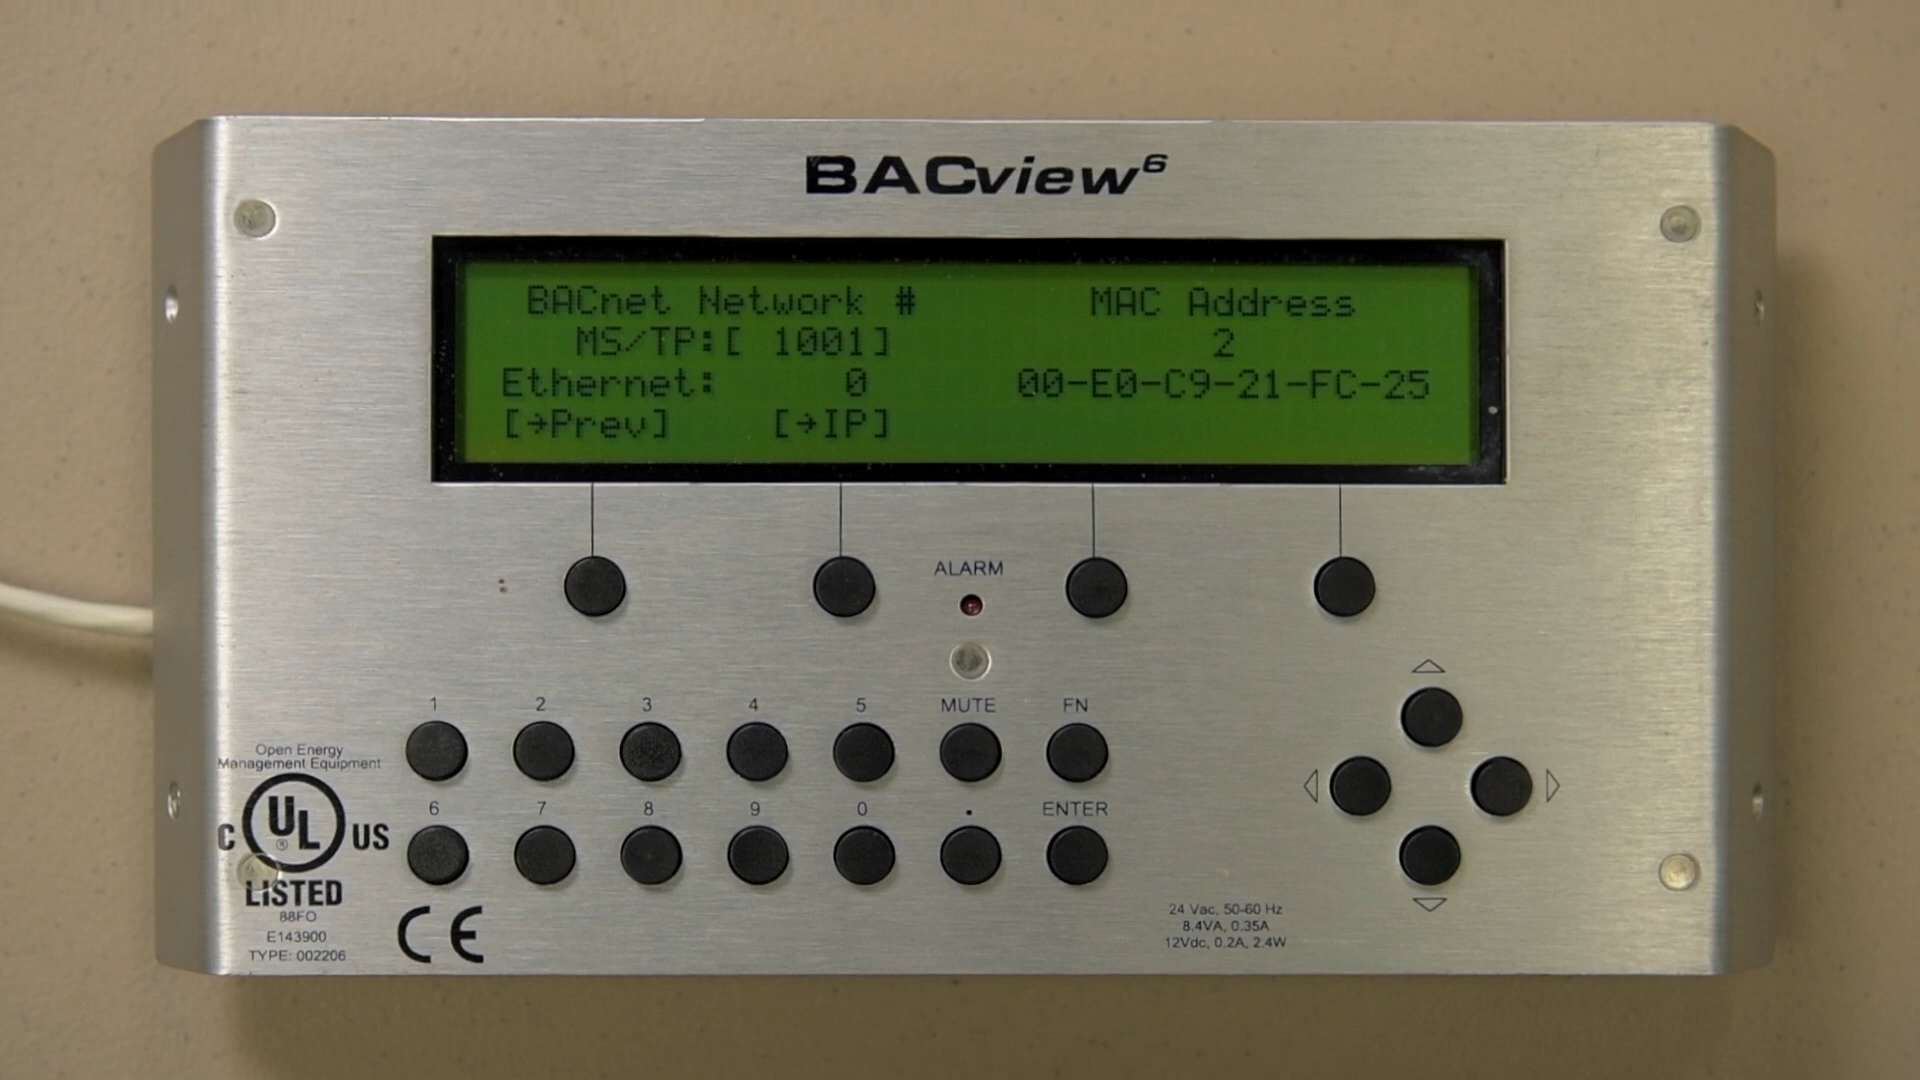 BACview⁶
BACnet Network # MAC Address
MS/TP:[ 1001] 2
Ethernet: 0 00-E0-C9-21-FC-25
[→Prev] [→IP]
ALARM
1 2 3 4 5 MUTE FN
6 7 8 9 0 . ENTER
Open Energy
Management Equipment
C UL® US
LISTED
88FO
E143900
TYPE: 002206
CE
24 Vac, 50-60 Hz
8.4VA, 0.35A
12Vdc, 0.2A, 2.4W